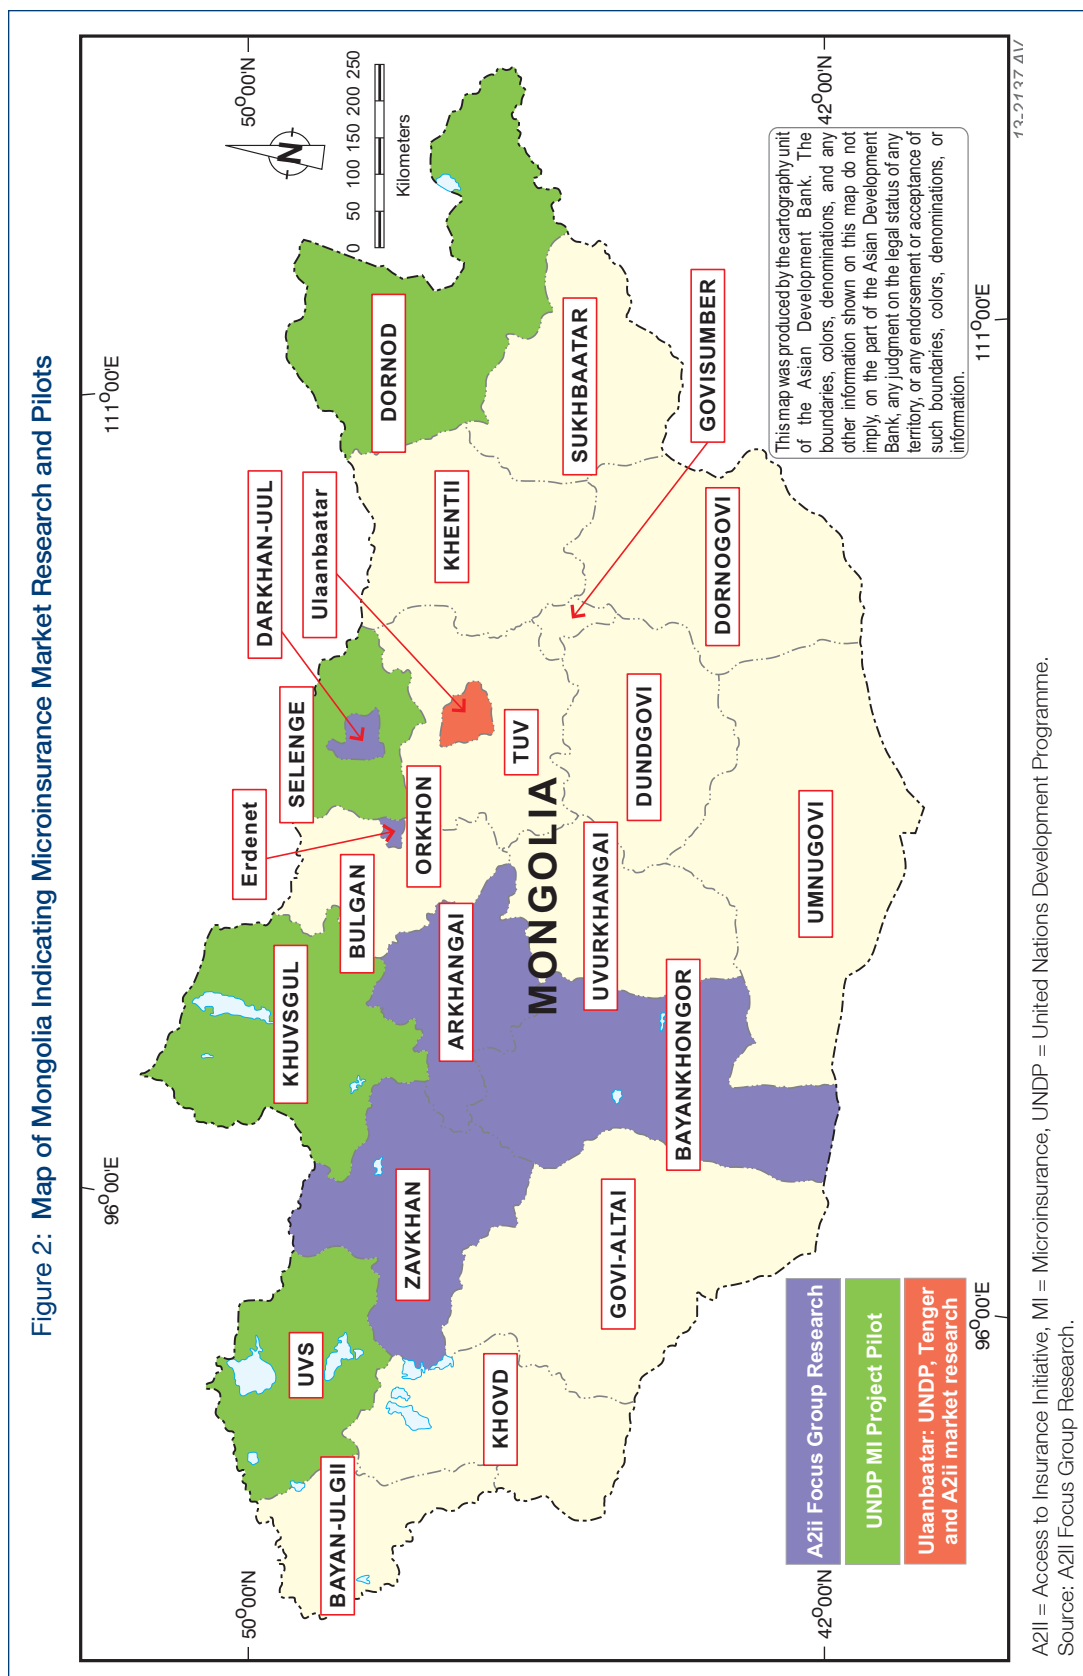 Figure 2: Map of Mongolia Indicating Microinsurance Market Research and Pilots
96°00'E
111°00'E
50°00'N
50°00'N
N
0 50 100 150 200 250
Kilometers
Erdenet
DARKHAN-UUL
Ulaanbaatar
SELENGE
KHUVSGUL
UVS
BAYAN-ULGII
BULGAN
DORNOD
ORKHON
ZAVKHAN
ARKHANGAI
KHENTII
KHOVD
TUV
MONGOLIA
SUKHBAATAR
UVURKHANGAI
GOVI-ALTAI
DUNDGOVI
BAYANKHONGOR
GOVISUMBER
DORNOGOVI
UMNUGOVI
A2ii Focus Group Research
UNDP MI Project Pilot
Ulaanbaatar: UNDP, Tenger
and A2ii market research
This map was produced by the cartography unit
of the Asian Development Bank. The
boundaries, colors, denominations, and any
other information shown on this map do not
imply, on the part of the Asian Development
Bank, any judgment on the legal status of any
territory, or any endorsement or acceptance of
such boundaries, colors, denominations, or
information.
42°00'N
42°00'N
96°00'E
111°00'E
13-2137 AV
A2II = Access to Insurance Initiative, MI = Microinsurance, UNDP = United Nations Development Programme.
Source: A2II Focus Group Research.